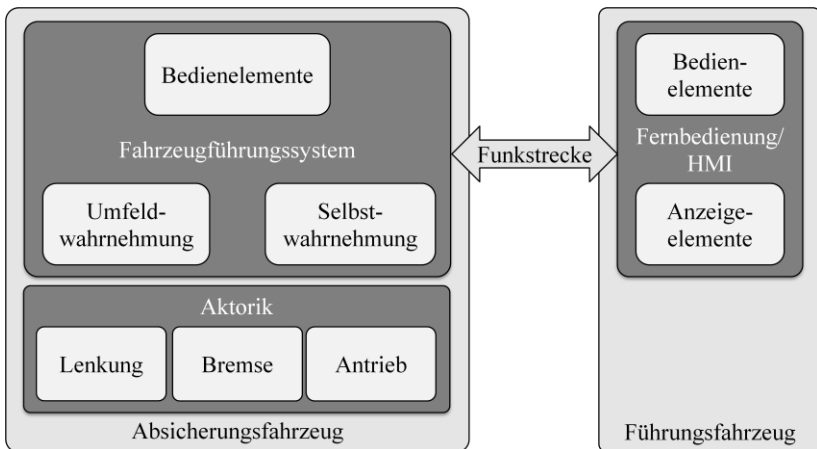 Bedienelemente
Fahrzeugführungssystem
Umfeld-
wahrnehmung
Selbst-
wahrnehmung
Aktorik
Lenkung
Bremse
Antrieb
Absicherungsfahrzeug
Funkstrecke
Bedien-
elemente
Fernbedienung/
HMI
Anzeige-
elemente
Führungsfahrzeug